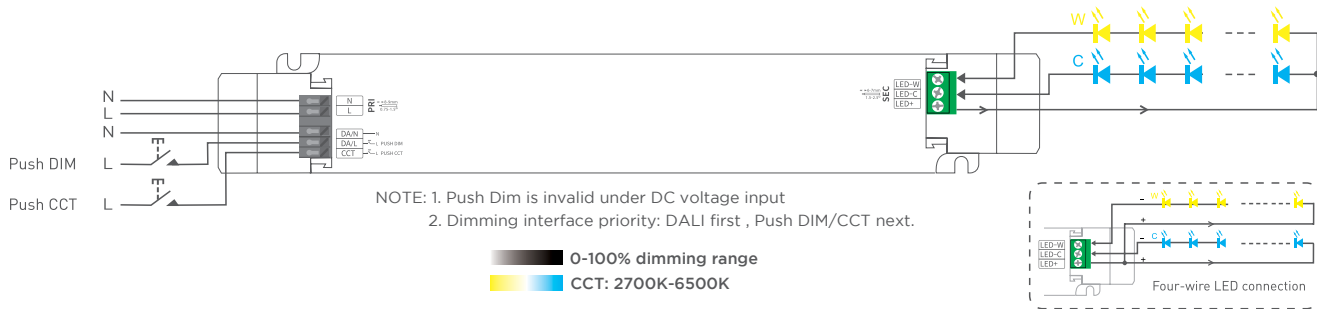 W
C
N
L
N
Push DIM L
Push CCT L
N
L
PRI
DA/N
DA/L
CCT
N
L PUSH DIM
L PUSH CCT
SEC
LED-W
LED-C
LED+
NOTE: 1. Push Dim is invalid under DC voltage input
2. Dimming interface priority: DALI first , Push DIM/CCT next.
0-100% dimming range
CCT: 2700K-6500K
LED-W
LED-C
LED+
- W
+
- C
+
Four-wire LED connection